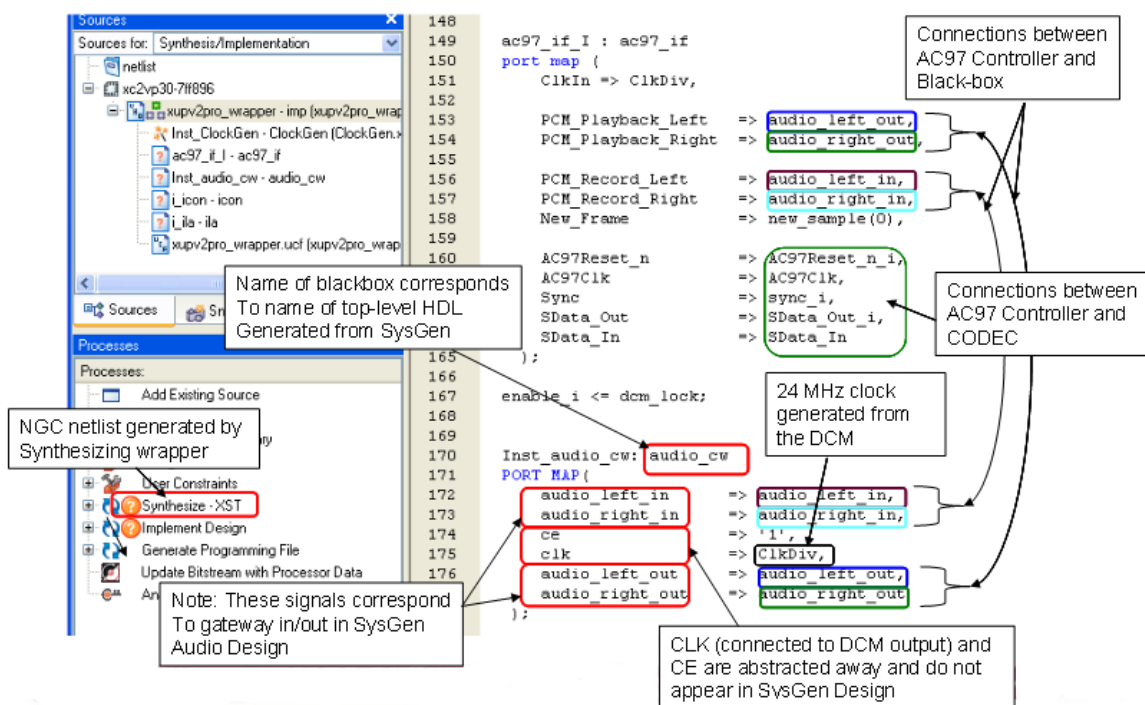 Sources
Sources for: Synthesis/Implementation
netlist
xc2vp30-7ff896
xupv2pro_wrapper - imp (xupv2pro_wrap
Inst_ClockGen - ClockGen (ClockGen.x
ac97_if_I - ac97_if
Inst_audio_cw - audio_cw
i_icon - icon
i_ila - ila
xupv2pro_wrapper.ucf (xupv2pro_wrap
Sources
Sn
Processes
Processes:
Add Existing Source
User Constraints
Synthesize - XST
Implement Design
Generate Programming File
Update Bitstream with Processor Data
An
148
149 ac97_if_I : ac97_if
150 port map (
151 ClkIn => ClkDiv,
152
153 PCM_Playback_Left => audio_left_out,
154 PCM_Playback_Right => audio_right_out,
155
156 PCM_Record_Left => audio_left_in,
157 PCM_Record_Right => audio_right_in,
158 New_Frame => new_sample(0),
159
160 AC97Reset_n => AC97Reset_n_i,
AC97Clk => AC97Clk,
Sync => sync_i,
SData_Out => SData_Out_i,
SData_In => SData_In
165 );
166
167 enable_i <= dcm_lock;
168
169
170 Inst_audio_cw: audio_cw
171 PORT MAP(
172 audio_left_in => audio_left_in,
173 audio_right_in => audio_right_in,
174 ce => '1',
175 clk => ClkDiv,
176 audio_left_out => audio_left_out,
audio_right_out => audio_right_out
);
Connections between
AC97 Controller and
Black-box
Name of blackbox corresponds
To name of top-level HDL
Generated from SysGen
Connections between
AC97 Controller and
CODEC
24 MHz clock
generated from
the DCM
NGC netlist generated by
Synthesizing wrapper
Note: These signals correspond
To gateway in/out in SysGen
Audio Design
CLK (connected to DCM output) and
CE are abstracted away and do not
appear in SysGen Design